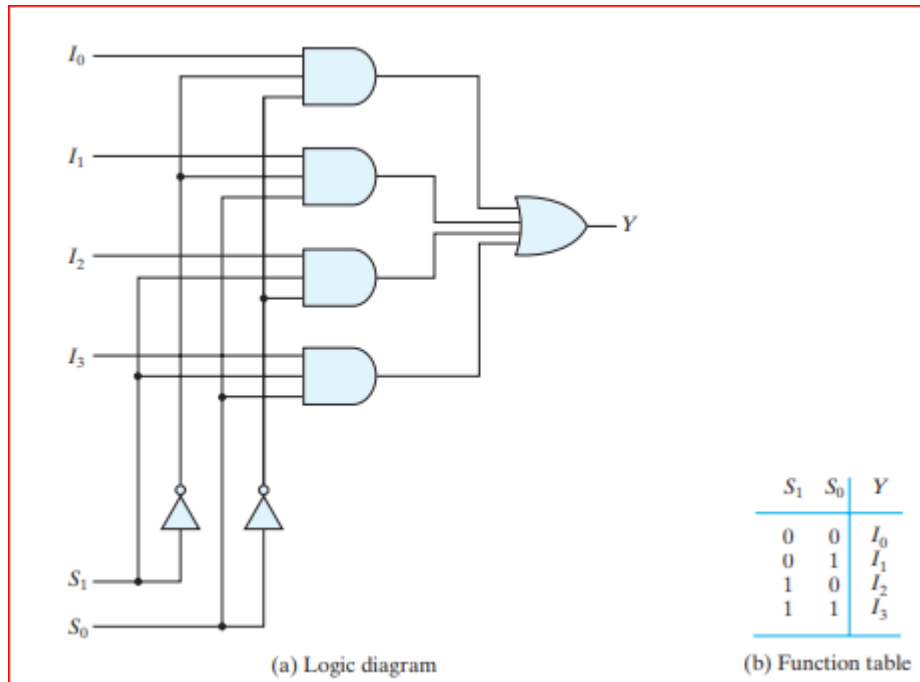 I₀
I₁
I₂
I₃
Y
S₁
S₀
(a) Logic diagram
S₁ S₀ Y
0 0 I₀
0 1 I₁
1 0 I₂
1 1 I₃
(b) Function table